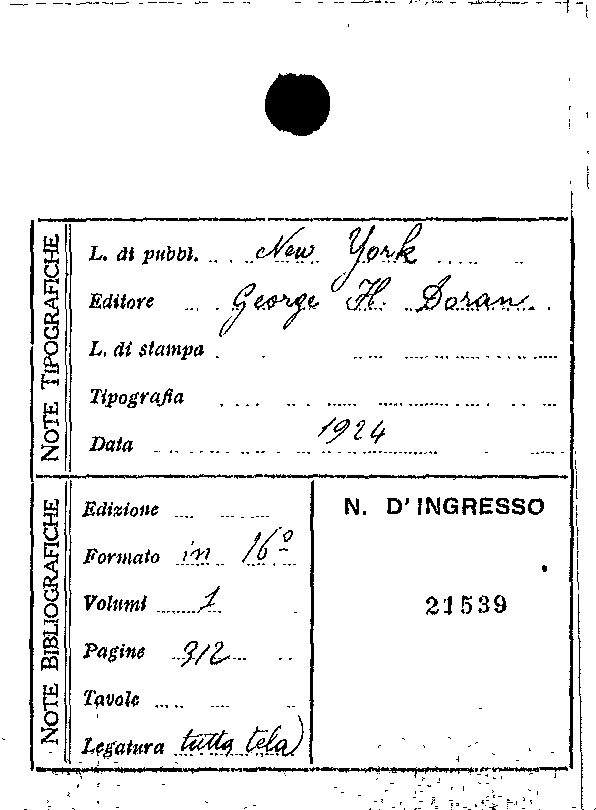 NOTE TIPOGRAFICHE
L. di pubbl. New York
Editore George H. Doran
L. di stampa
Tipografia
Data 1924
NOTE BIBLIOGRAFICHE
Edizione
Formato in 16º
Volumi 1
Pagine 312
Tavole
Legatura tutta tela
N. D'INGRESSO
21539